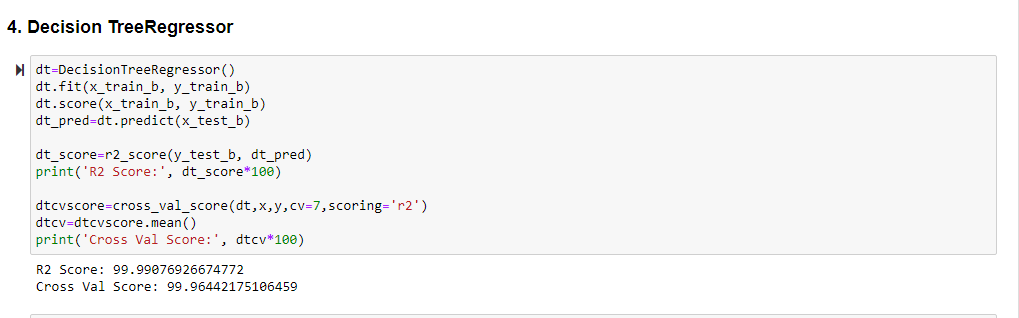 4. Decision TreeRegressor
dt=DecisionTreeRegressor()
dt.fit(x_train_b, y_train_b)
dt.score(x_train_b, y_train_b)
dt_pred=dt.predict(x_test_b)
dt_score=r2_score(y_test_b, dt_pred)
print('R2 Score:', dt_score*100)
dtcvscore=cross_val_score(dt,x,y,cv=7,scoring='r2')
dtcv=dtcvscore.mean()
print('Cross Val Score:', dtcv*100)
R2 Score: 99.99076926674772
Cross Val Score: 99.96442175106459